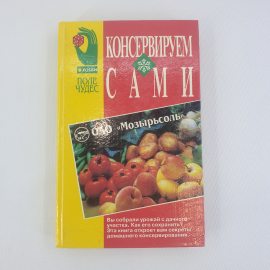 КОНСЕРВИРУЕМ
САМИ
ПОЛЕ
ЧУДЕС
ОАО «Мозырьсоль»
Вы собрали урожай с дачного
участка. Как его сохранить?
Эта книга откроет вам секреты
домашнего консервирования.